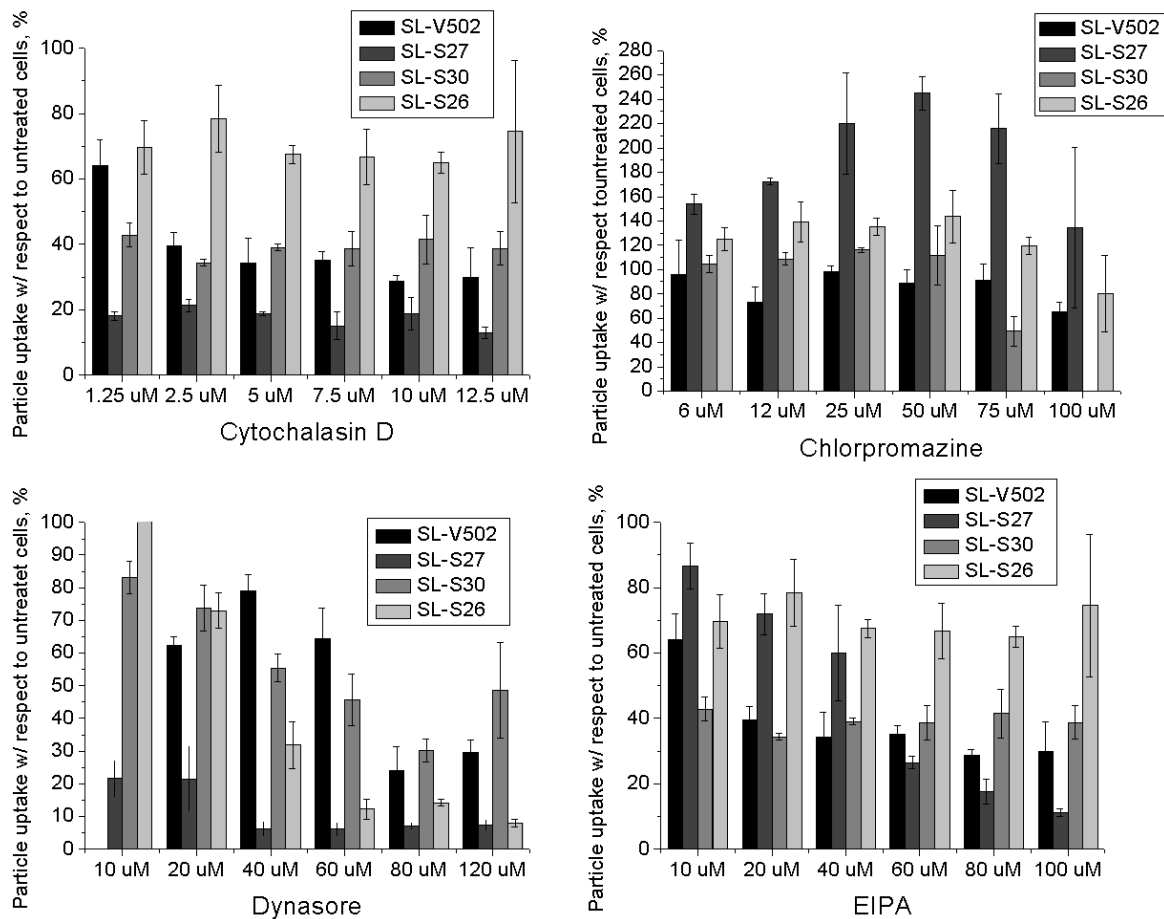 Particle uptake w/ respect to untreated cells, %
100
80
60
40
20
0
SL-V502
SL-S27
SL-S30
SL-S26
1.25 uM 2.5 uM 5 uM 7.5 uM 10 uM 12.5 uM
Cytochalasin D
Particle uptake w/ respect tountreated cells, %
280
260
240
220
200
180
160
140
120
100
80
60
40
20
0
SL-V502
SL-S27
SL-S30
SL-S26
6 uM 12 uM 25 uM 50 uM 75 uM 100 uM
Chlorpromazine
Particle uptake w/ respect to untreatet cells, %
100
90
80
70
60
50
40
30
20
10
0
SL-V502
SL-S27
SL-S30
SL-S26
10 uM 20 uM 40 uM 60 uM 80 uM 120 uM
Dynasore
Particle uptake w/ respect to untreated cells, %
100
80
60
40
20
0
SL-V502
SL-S27
SL-S30
SL-S26
10 uM 20 uM 40 uM 60 uM 80 uM 100 uM
EIPA